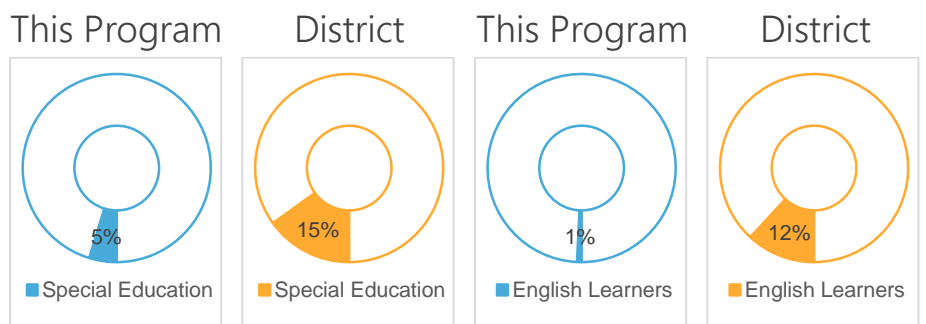 This Program
District
This Program
District
5%
15%
1%
12%
Special Education
Special Education
English Learners
English Learners